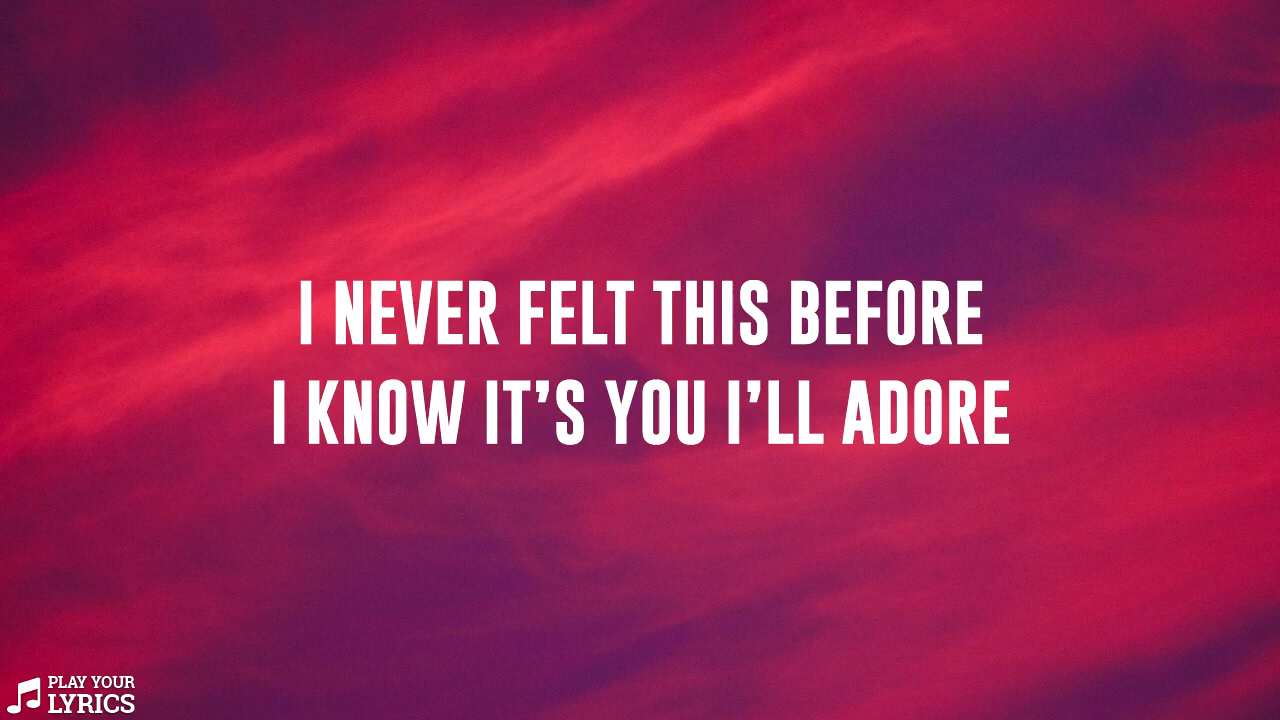 I NEVER FELT THIS BEFORE
I KNOW IT’S YOU I’LL ADORE
PLAY YOUR
LYRICS